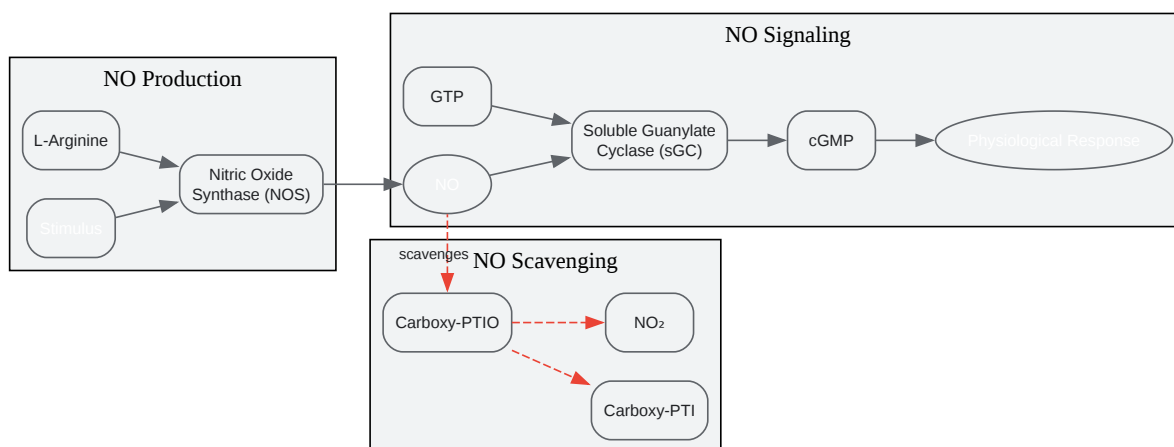 NO Production
L-Arginine
Stimulus
Nitric Oxide
Synthase (NOS)
NO Signaling
GTP
NO
Soluble Guanylate
Cyclase (sGC)
cGMP
Physiological Response
scavenges
NO Scavenging
Carboxy-PTIO
NO₂
Carboxy-PTI